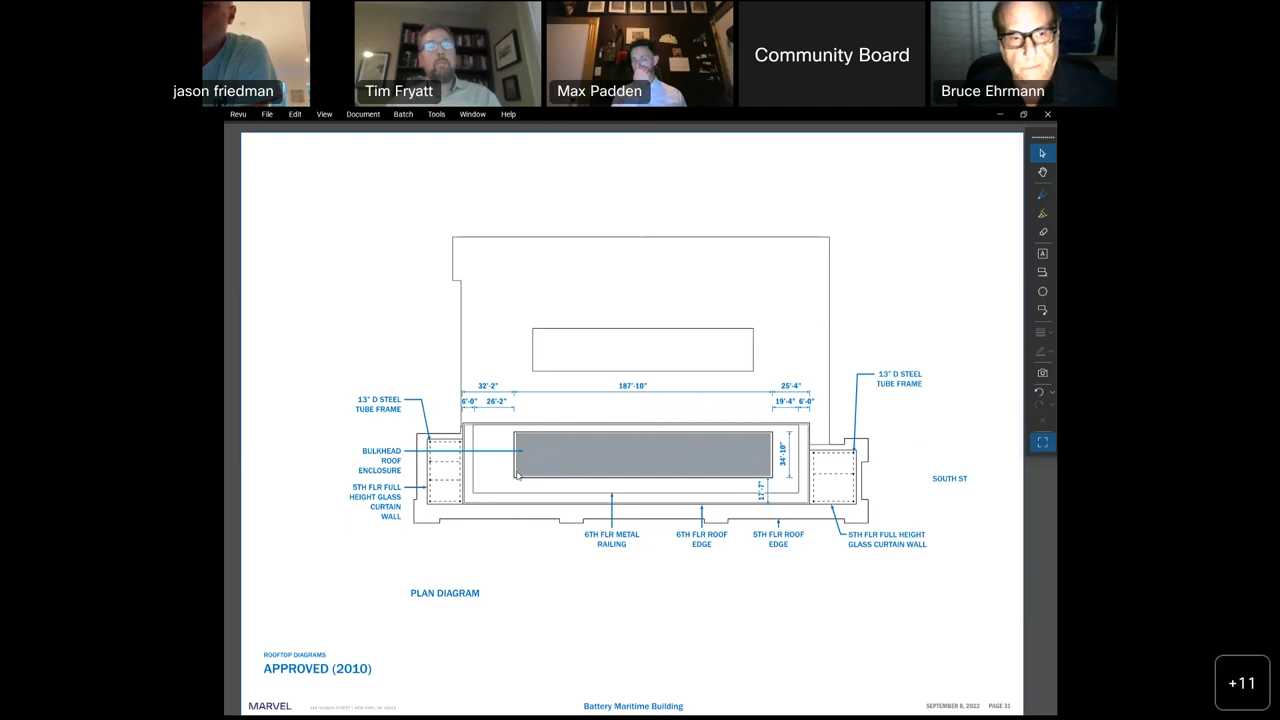 jason friedman
Tim Fryatt
Max Padden
Community Board
Bruce Ehrmann
Revu File Edit View Document Batch Tools Window Help
32'-2"
187'-10"
25'-4"
6'-0"
26'-2"
19'-4"
6'-0"
13" D STEEL
TUBE FRAME
13" D STEEL
TUBE FRAME
BULKHEAD
ROOF
ENCLOSURE
34'-10"
5TH FLR FULL
HEIGHT GLASS
CURTAIN
WALL
17'-7"
SOUTH ST
6TH FLR METAL
RAILING
6TH FLR ROOF
EDGE
5TH FLR ROOF
EDGE
5TH FLR FULL HEIGHT
GLASS CURTAIN WALL
PLAN DIAGRAM
ROOFTOP DIAGRAMS
APPROVED (2010)
MARVEL
Battery Maritime Building
SEPTEMBER 8, 2022 PAGE 31
+11